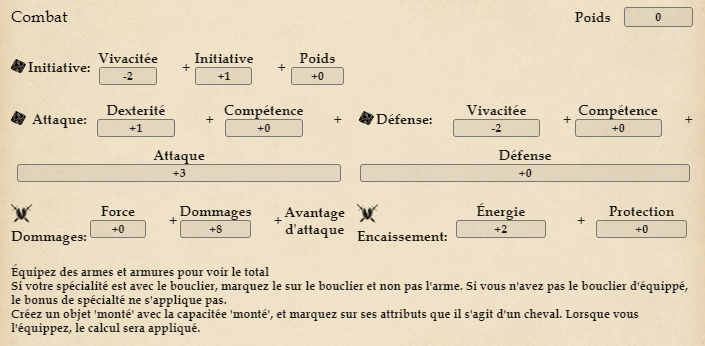 Combat Poids 0
Vivacitée Initiative Poids
Initiative: -2 + +1 + +0
Dexterité Compétence Vivacitée Compétence
Attaque: +1 + +0 + Défense: -2 + +0 +
Attaque Défense
+3 +0
Force Dommages Avantage d'attaque Énergie Protection
Dommages: +0 + +8 + Encaissement: +2 + +0
Équipez des armes et armures pour voir le total
Si votre spécialité est avec le bouclier, marquez le sur le bouclier et non pas l'arme. Si vous n'avez pas le bouclier d'équippé,
le bonus de spécialté ne s'applique pas.
Créez un objet 'monté' avec la capacitée 'monté', et marquez sur ses attributs que il s'agit d'un cheval. Lorsque vous
l'équippez, le calcul sera appliqué.